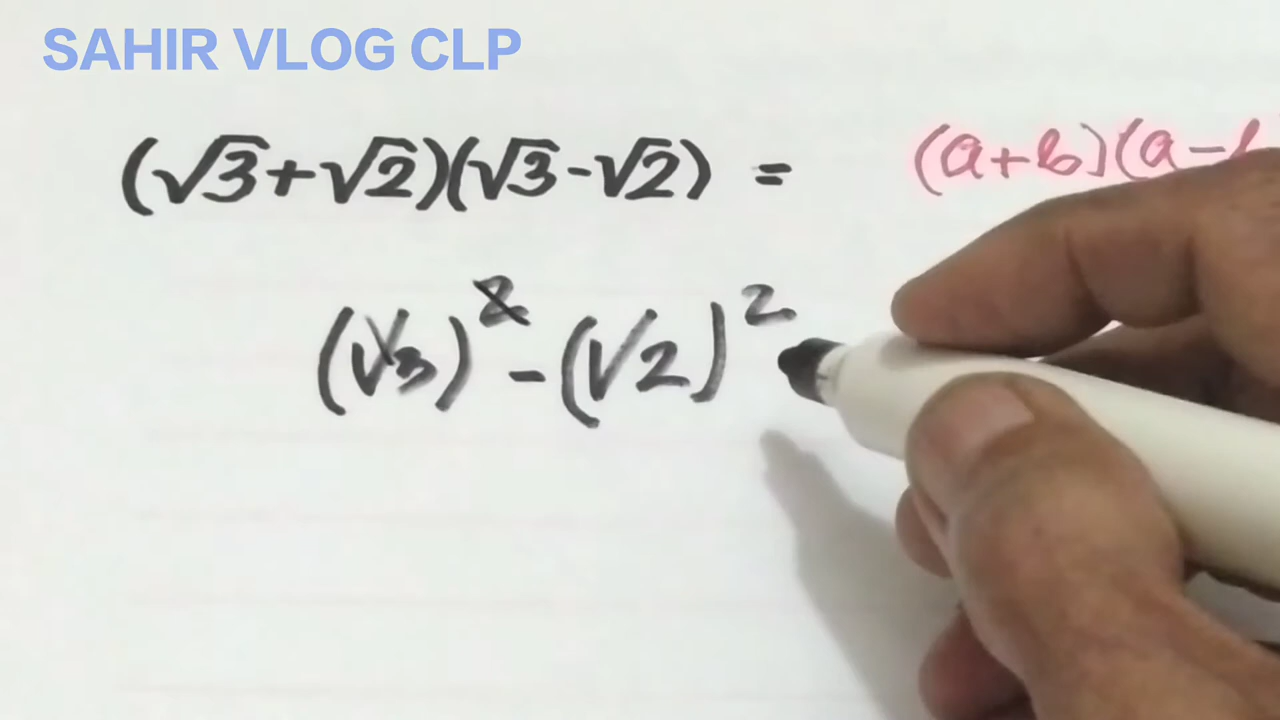 SAHIR VLOG CLP
(√3+√2)(√3-√2) = (a+b)(a-
(√3)² - (√2)²